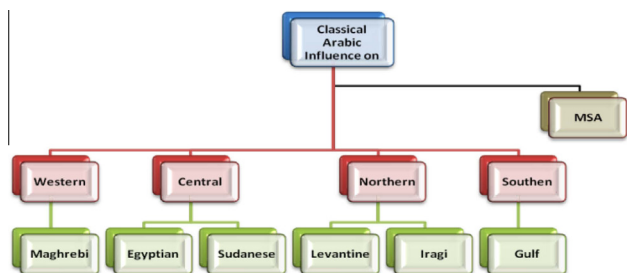 Classical
Arabic
Influence on
MSA
Western
Central
Northern
Southen
Maghrebi
Egyptian
Sudanese
Levantine
Iragi
Gulf